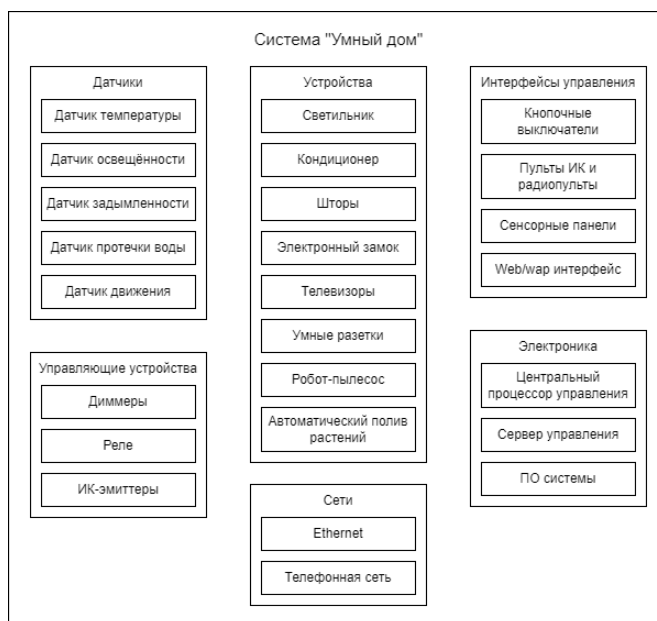 Система "Умный дом"
Датчики
Датчик температуры
Датчик освещённости
Датчик задымленности
Датчик протечки воды
Датчик движения
Управляющие устройства
Диммеры
Реле
ИК-эмиттеры
Устройства
Светильник
Кондиционер
Шторы
Электронный замок
Телевизоры
Умные разетки
Робот-пылесос
Автоматический полив
растений
Сети
Ethernet
Телефонная сеть
Интерфейсы управления
Кнопочные
выключатели
Пульты ИК и
радиопульты
Сенсорные панели
Web/wap интерфейс
Электроника
Центральный
процессор управления
Сервер управления
ПО системы